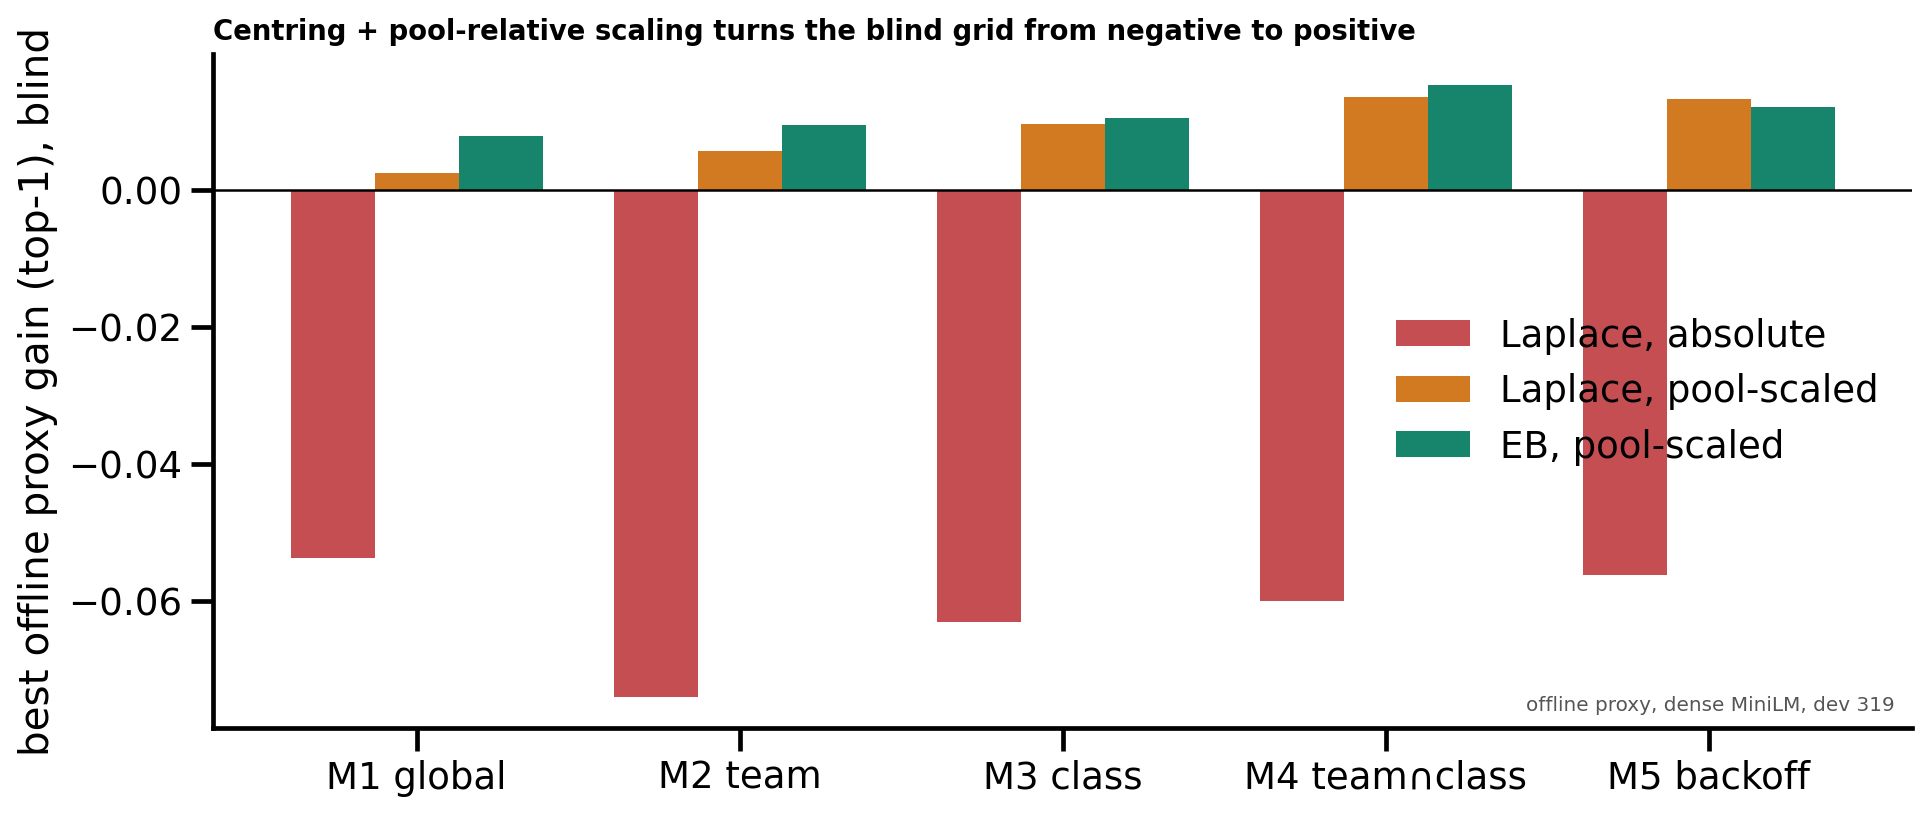 Centring + pool-relative scaling turns the blind grid from negative to positive
best offline proxy gain (top-1), blind
0.00
−0.02
−0.04
−0.06
Laplace, absolute
Laplace, pool-scaled
EB, pool-scaled
offline proxy, dense MiniLM, dev 319
M1 global
M2 team
M3 class
M4 team∩class
M5 backoff